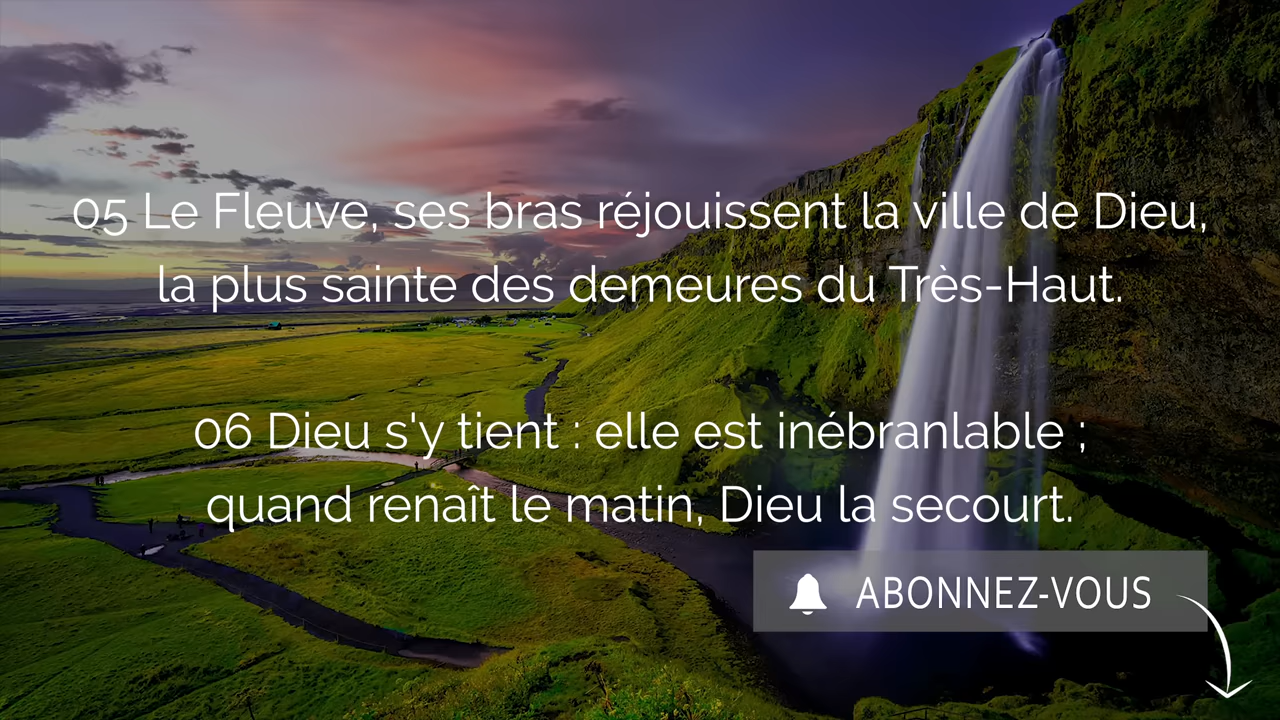 05 Le Fleuve, ses bras réjouissent la ville de Dieu,
la plus sainte des demeures du Très-Haut.
06 Dieu s'y tient : elle est inébranlable ;
quand renaît le matin, Dieu la secourt.
ABONNEZ-VOUS